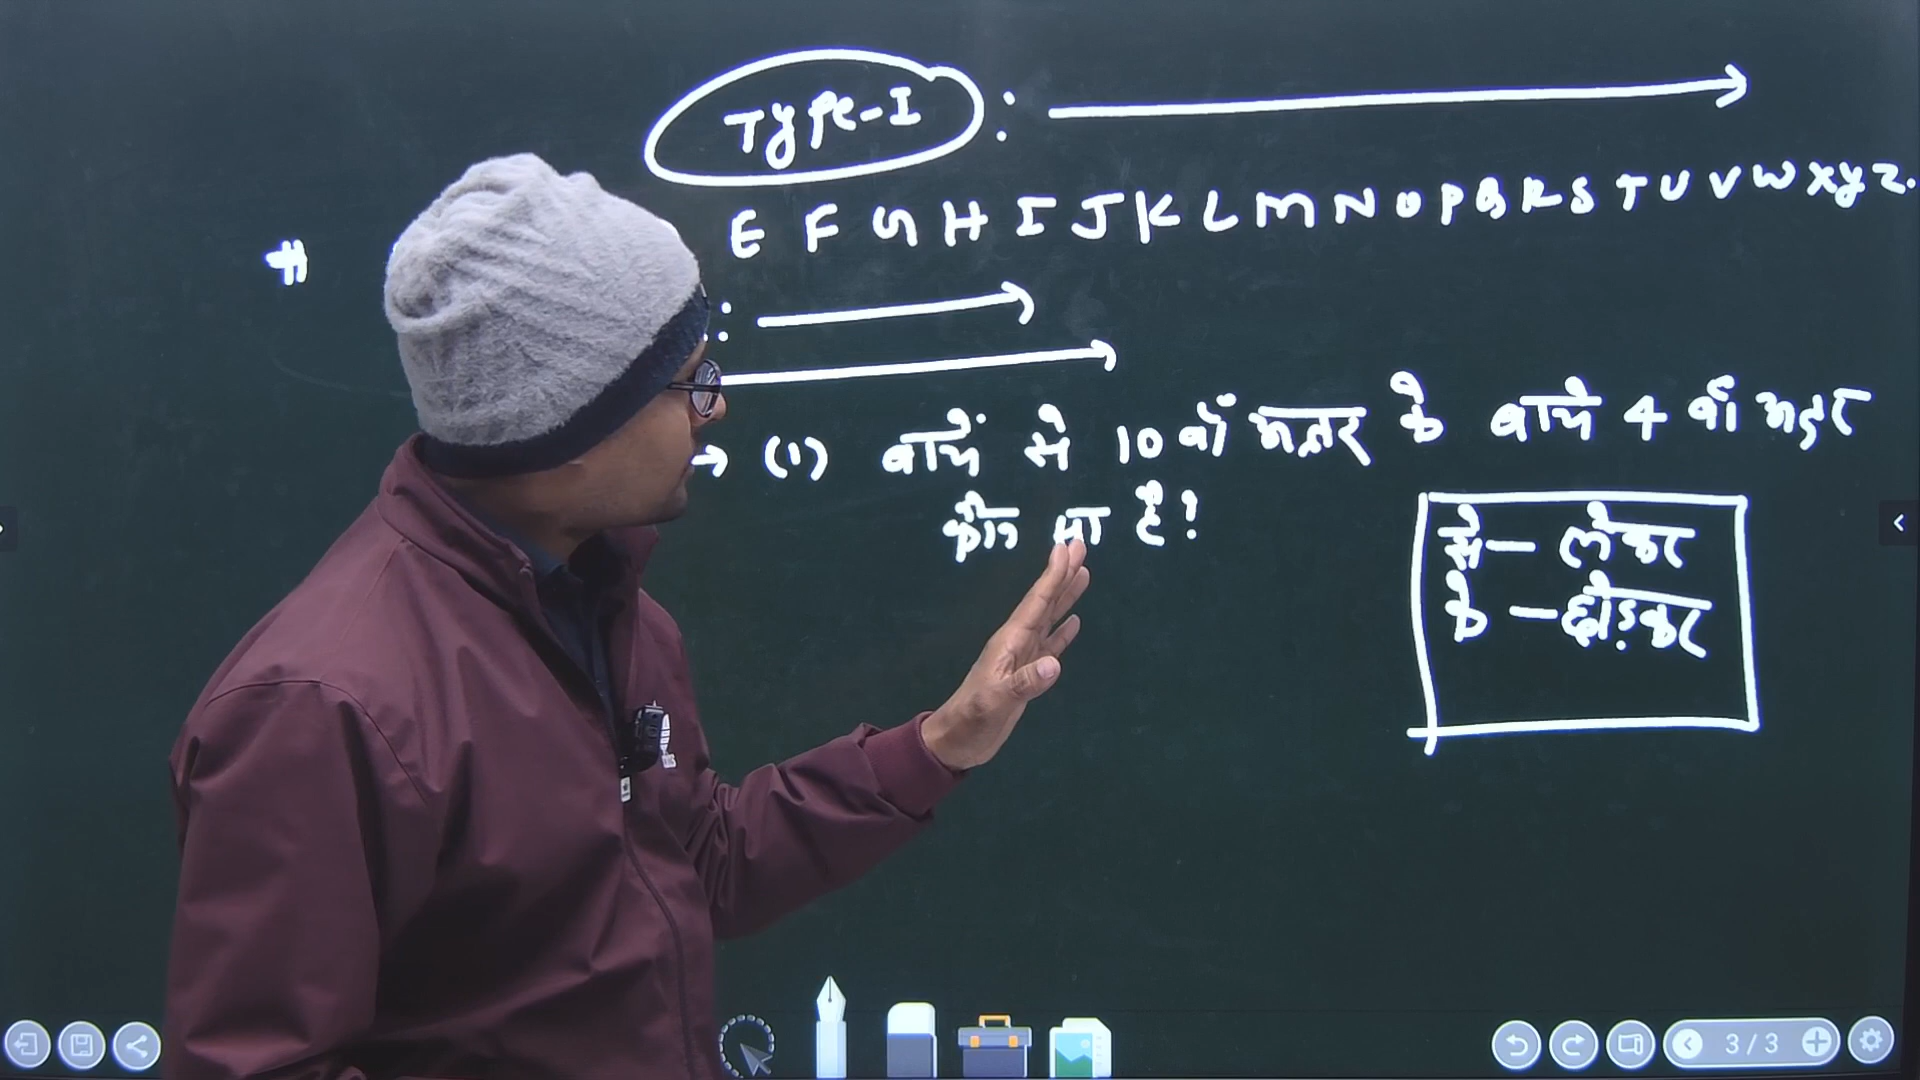 Type-I :
# E F G H I J K L M N O P Q R S T U V W X Y Z.
→ (1) बायें से 10 वाँ अक्षर के बायें 4 वाँ अक्षर
कौन सा है?
से — लेकर
के — छोड़कर
3 / 3